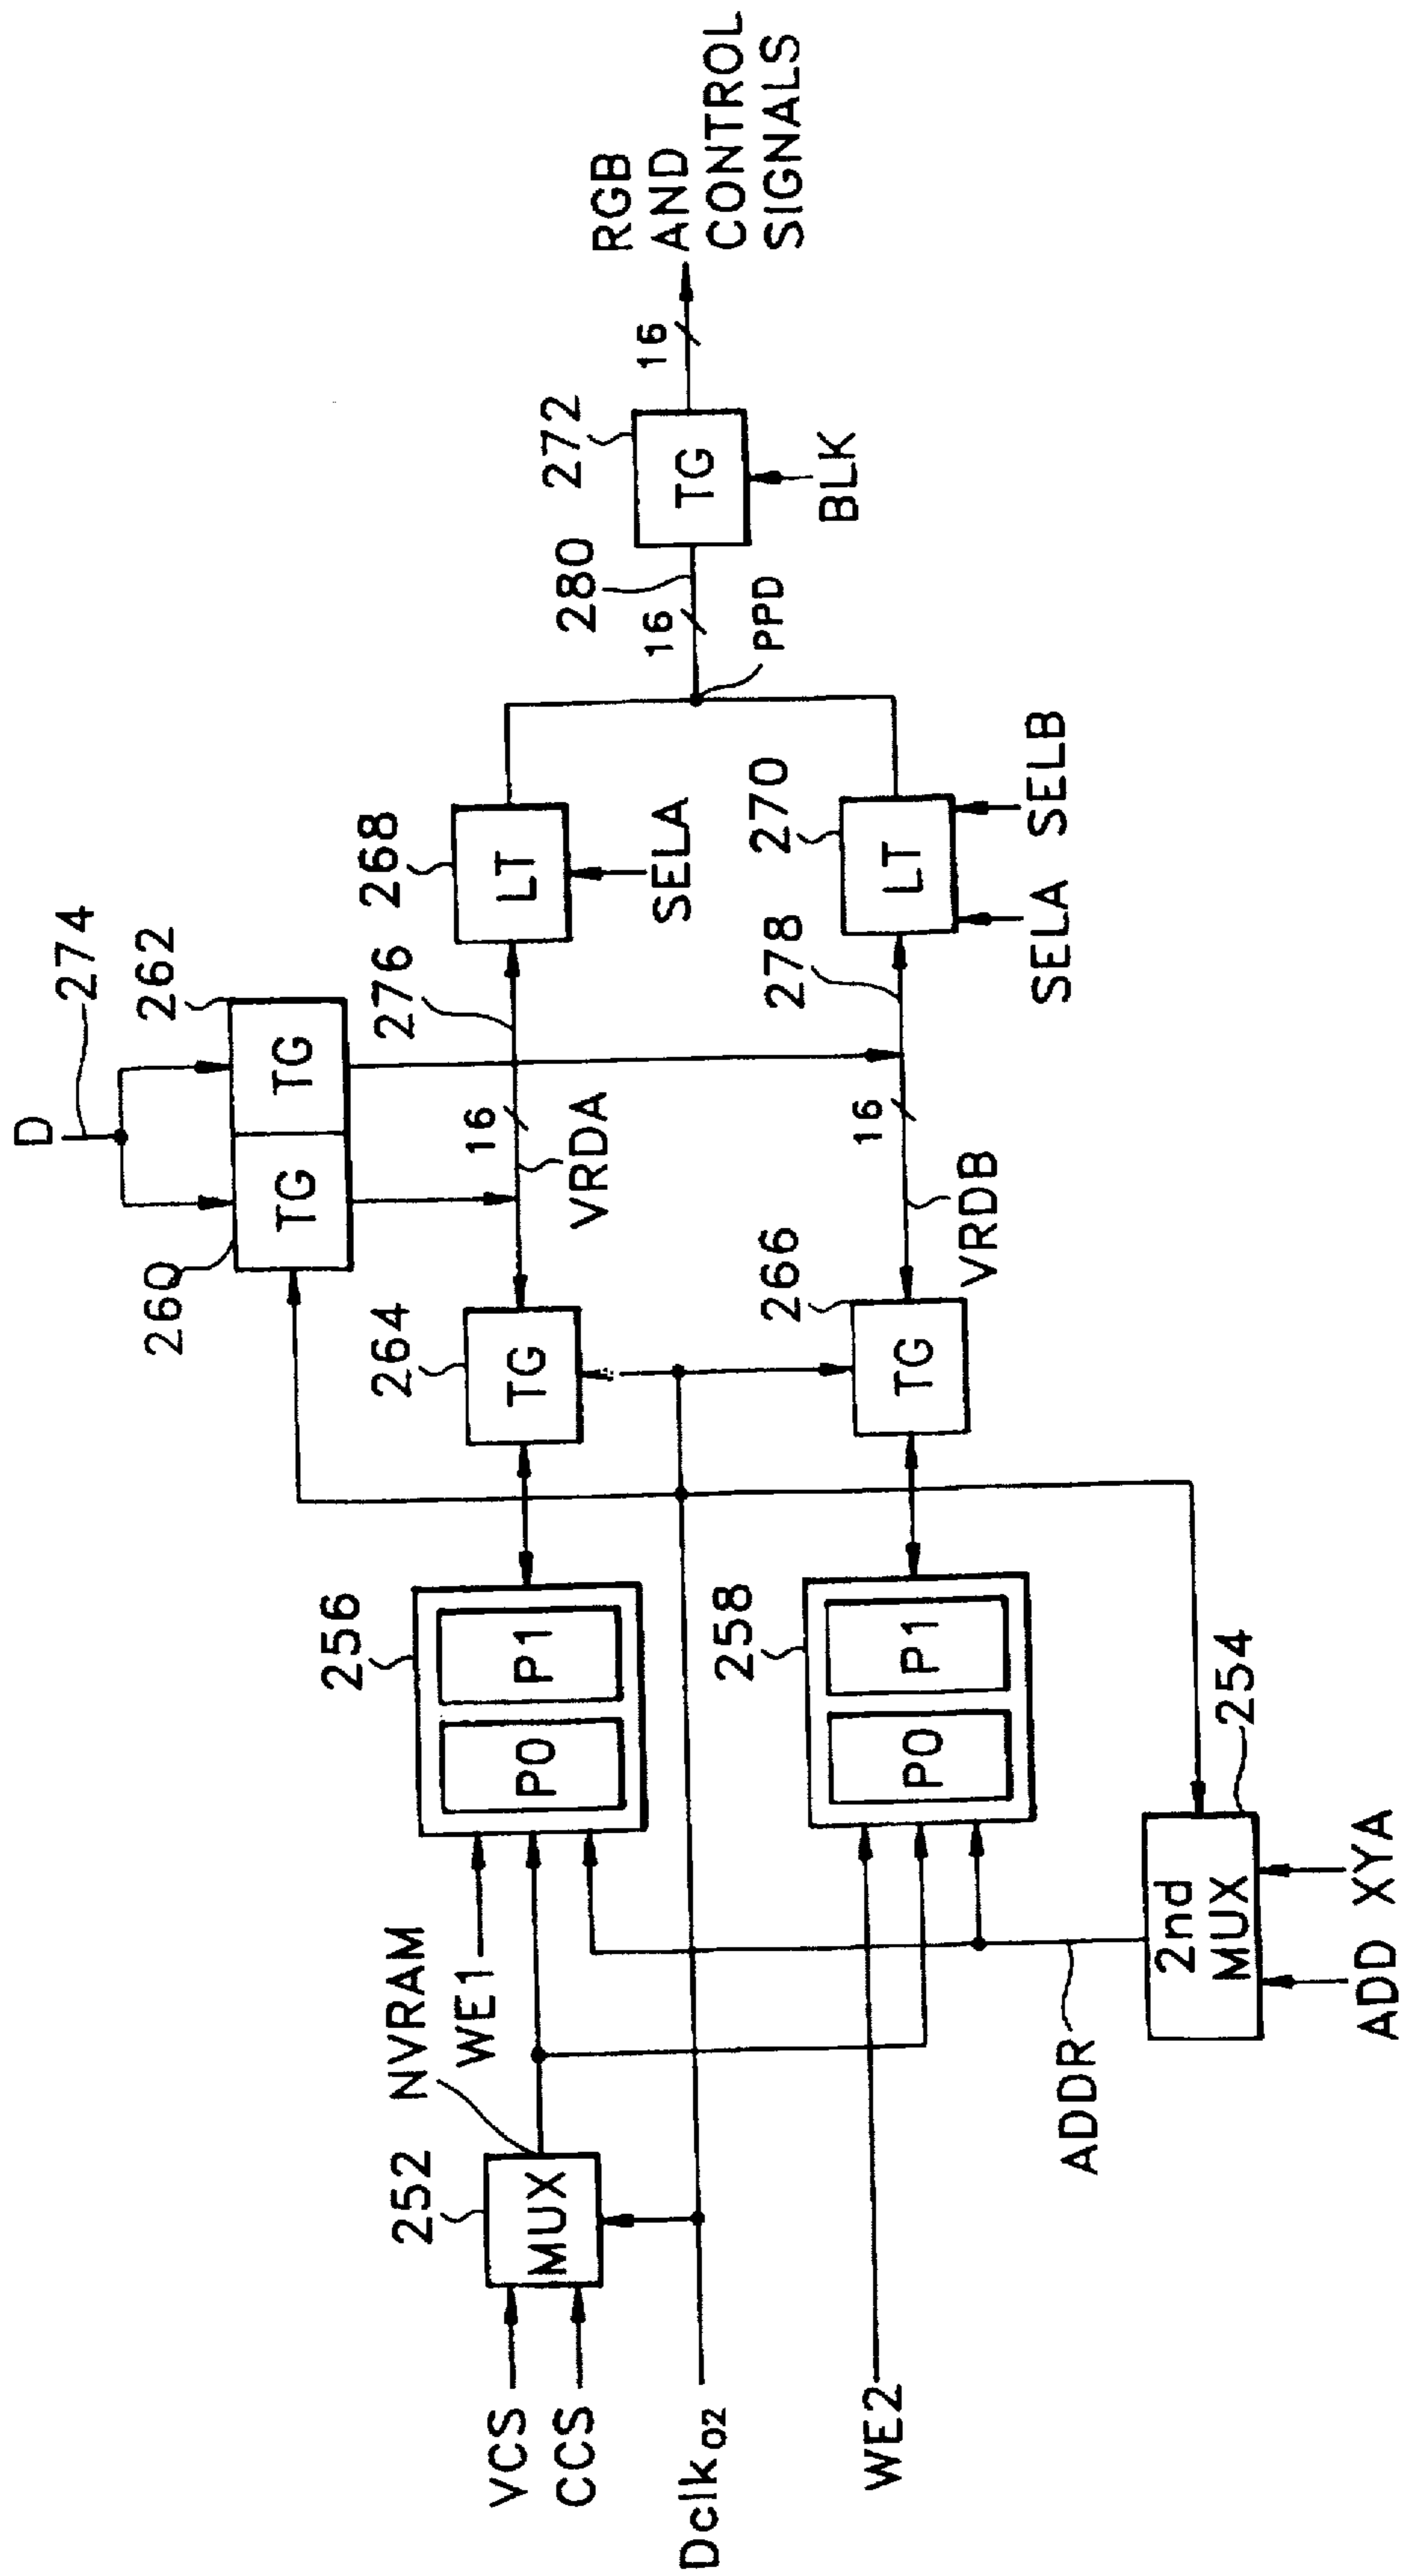 D
274
260
262
TG
TG
252
NVRAM
WE1
256
P0
P1
264
TG
16
VRDA
276
268
LT
SELA
VCS
CCS
MUX
280
16
PPD
272
TG
BLK
16
RGB
AND
CONTROL
SIGNALS
Dclk02
WE2
258
P0
P1
266
TG
16
VRDB
278
270
LT
SELA
SELB
ADDR
2nd
MUX
254
ADD
XYA